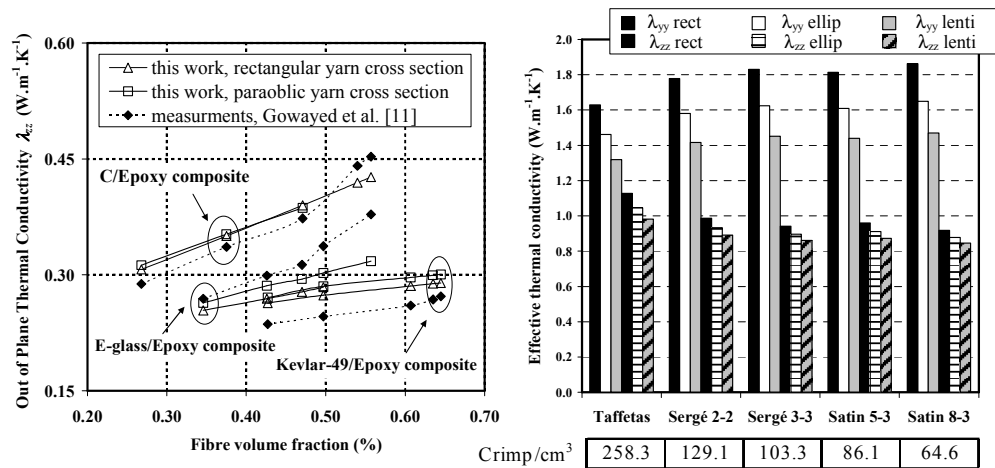 0.60
0.45
0.30
0.15
Out of Plane Thermal Conductivity λzz (W.m-1.K-1)
this work, rectangular yarn cross section
this work, paraoblic yarn cross section
measurments, Gowayed et al. [11]
C/Epoxy composite
E-glass/Epoxy composite
Kevlar-49/Epoxy composite
0.20 0.30 0.40 0.50 0.60 0.70
Fibre volume fraction (%)
λyy rect λyy ellip λyy lenti
λzz rect λzz ellip λzz lenti
2.0
1.8
1.6
1.4
1.2
1.0
0.8
0.6
0.4
0.2
0.0
Effective thermal conductivity (W.m-1.K-1)
Taffetas Sergé 2-2 Sergé 3-3 Satin 5-3 Satin 8-3
Crimp/cm3 258.3 129.1 103.3 86.1 64.6